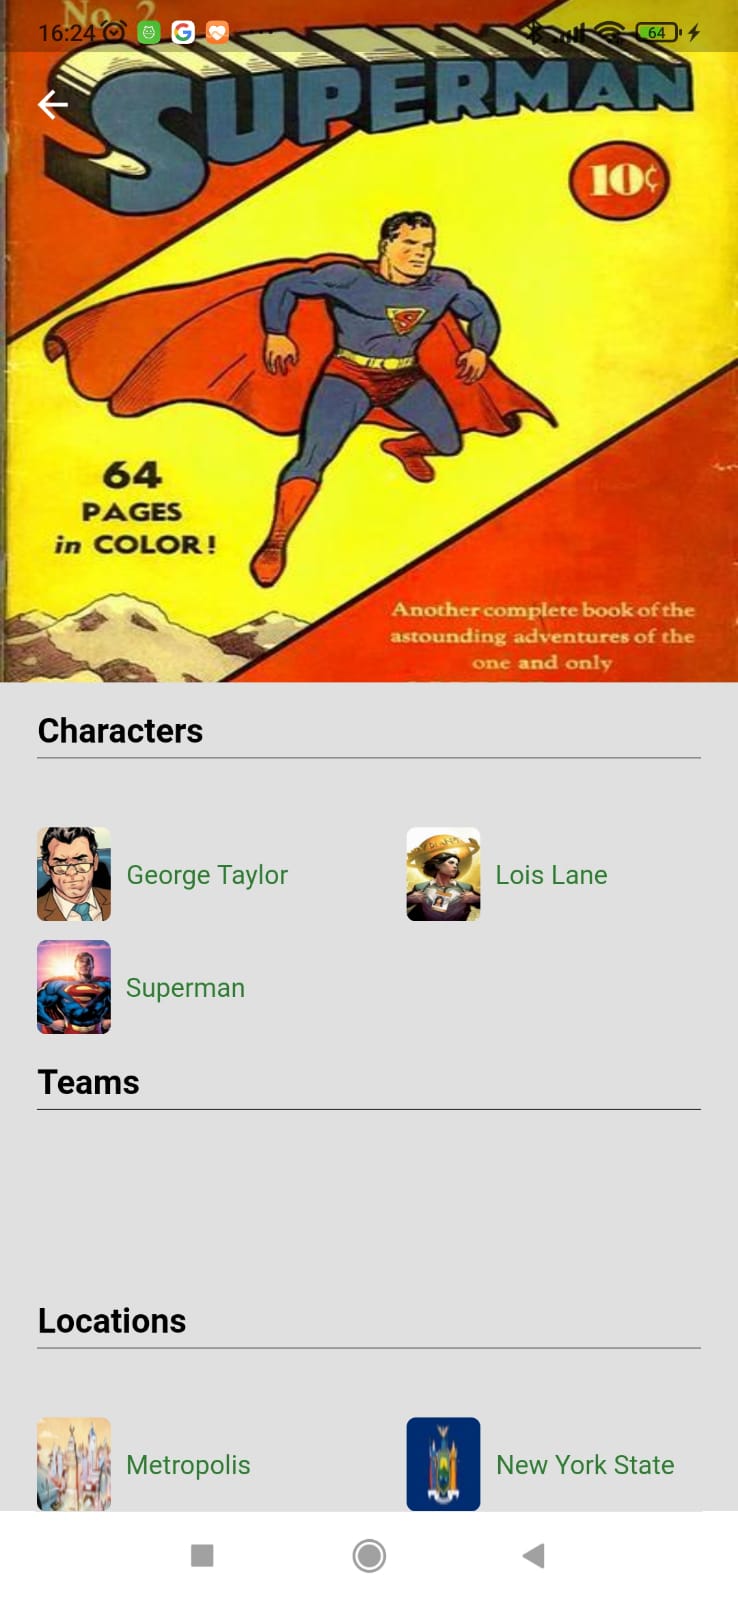 No. 2
16:24
64
SUPERMAN
10¢
64
PAGES
in COLOR!
Another complete book of the
astounding adventures of the
one and only
Characters
George Taylor
Lois Lane
Superman
Teams
Locations
Metropolis
New York State